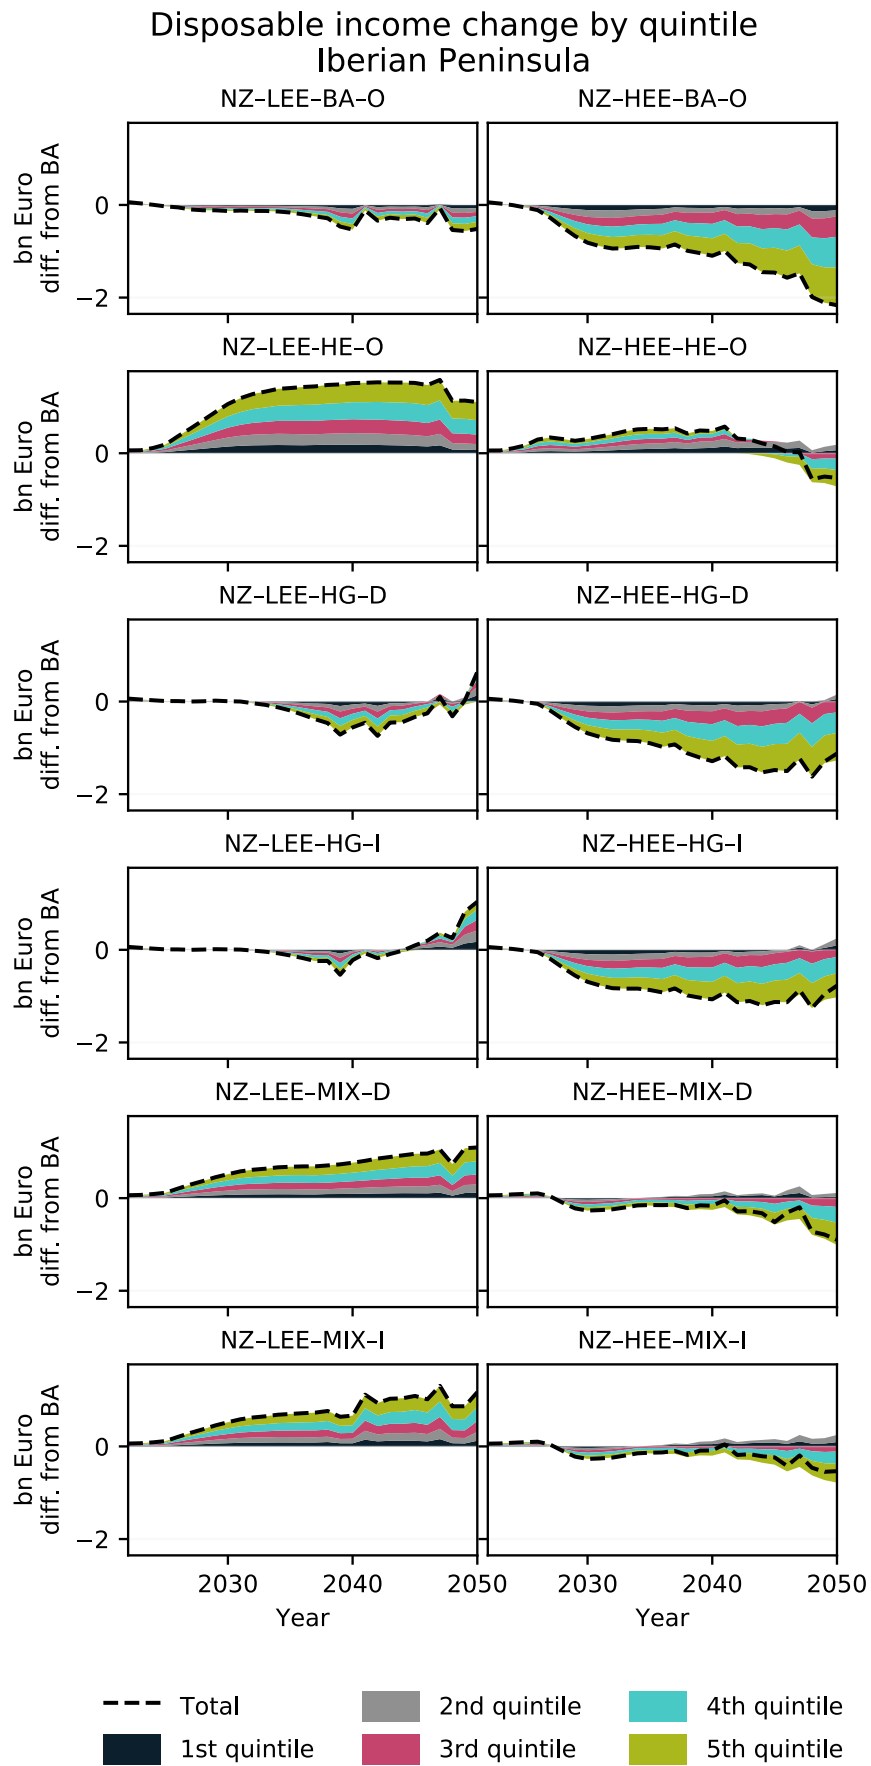 Disposable income change by quintile
Iberian Peninsula
NZ–LEE–BA–O
NZ–HEE–BA–O
bn Euro
diff. from BA
0
−2
NZ–LEE-HE–O
NZ–HEE–HE–O
bn Euro
diff. from BA
0
−2
NZ–LEE–HG–D
NZ–HEE–HG–D
bn Euro
diff. from BA
0
−2
NZ–LEE–HG–I
NZ–HEE–HG–I
bn Euro
diff. from BA
0
−2
NZ–LEE–MIX–D
NZ–HEE–MIX–D
bn Euro
diff. from BA
0
−2
NZ–LEE–MIX–I
NZ–HEE–MIX–I
bn Euro
diff. from BA
0
−2
2030 2040 2050 2030 2040 2050
Year Year
Total 2nd quintile 4th quintile
1st quintile 3rd quintile 5th quintile